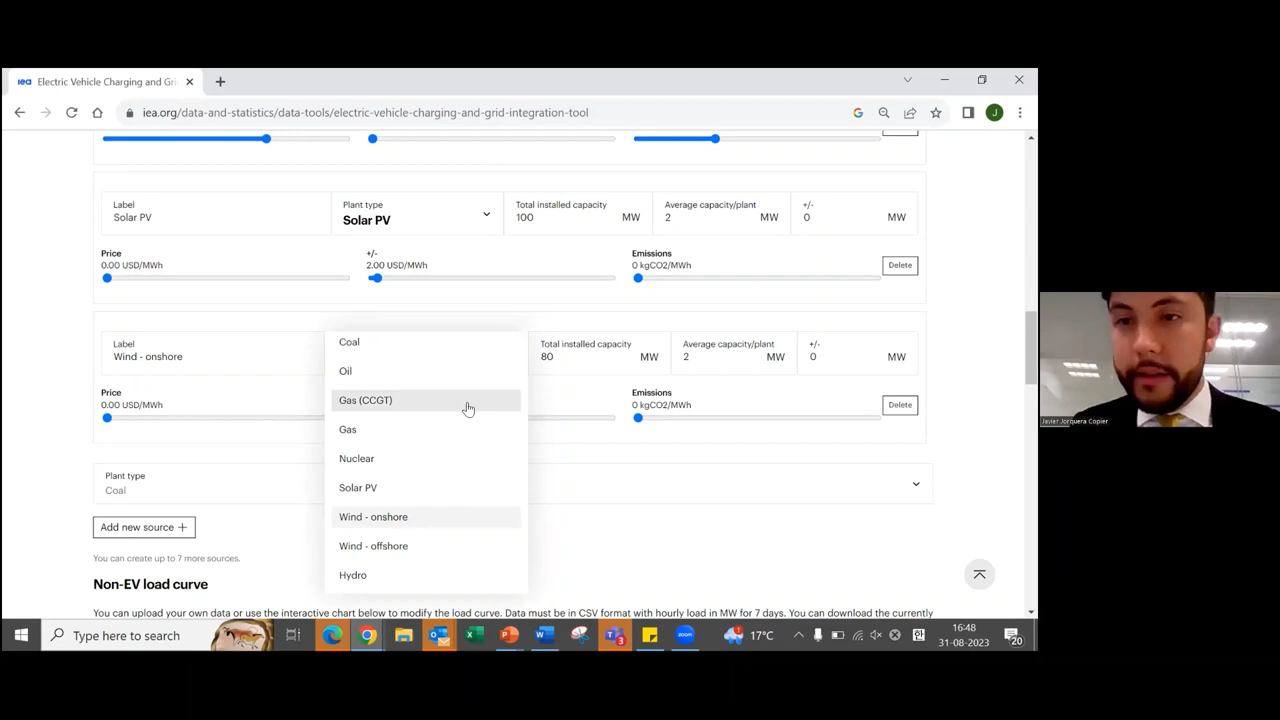 iea Electric Vehicle Charging and Gri
iea.org/data-and-statistics/data-tools/electric-vehicle-charging-and-grid-integration-tool
J
Label
Solar PV
Plant type
Solar PV
Total installed capacity
100 MW
Average capacity/plant
2 MW
+/-
0 MW
Price
0.00 USD/MWh
+/-
2.00 USD/MWh
Emissions
0 kgCO2/MWh
Delete
Label
Wind - onshore
Coal
Oil
Gas (CCGT)
Gas
Nuclear
Solar PV
Wind - onshore
Wind - offshore
Hydro
Total installed capacity
80 MW
Average capacity/plant
2 MW
+/-
0 MW
Price
0.00 USD/MWh
Emissions
0 kgCO2/MWh
Delete
Plant type
Coal
Add new source +
You can create up to 7 more sources.
Non-EV load curve
You can upload your own data or use the interactive chart below to modify the load curve. Data must be in CSV format with hourly load in MW for 7 days. You can download the currently
Javier Jorquera Copier
Type here to search
zoom
3
17°C
한
16:48
31-08-2023
20